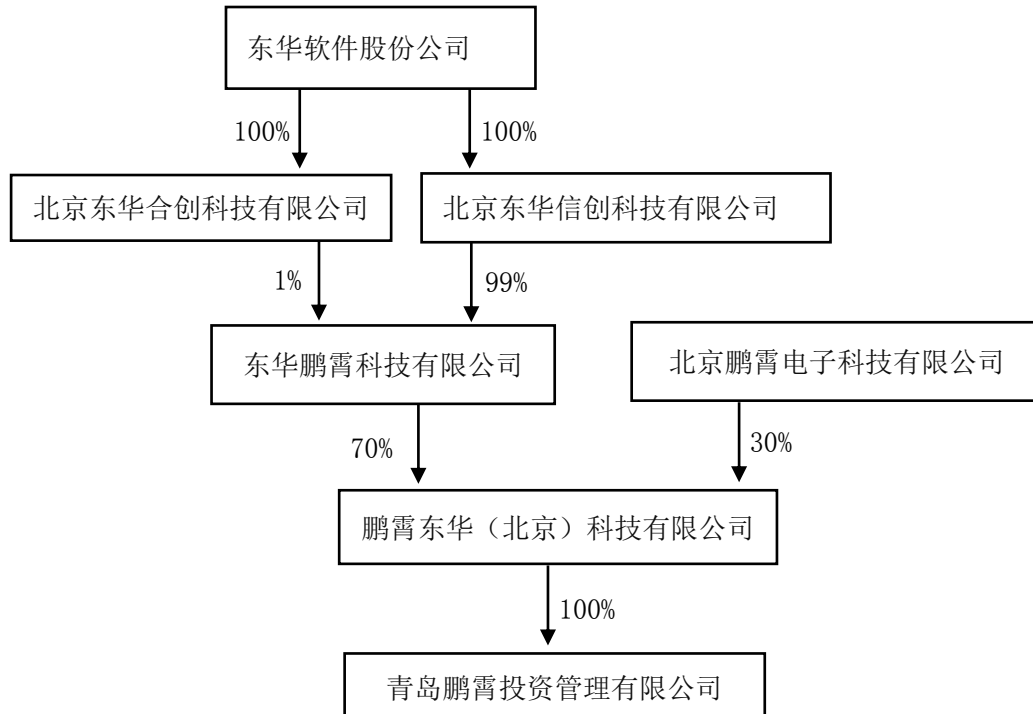 东华软件股份公司
100%
100%
北京东华合创科技有限公司
北京东华信创科技有限公司
1%
99%
东华鹏霄科技有限公司
北京鹏霄电子科技有限公司
70%
30%
鹏霄东华（北京）科技有限公司
100%
青岛鹏霄投资管理有限公司